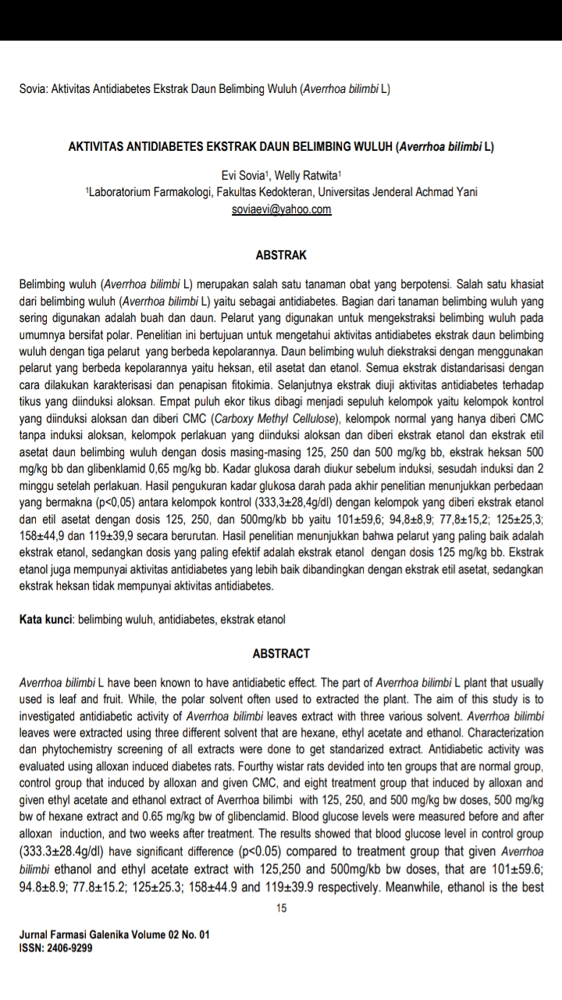 Sovia: Aktivitas Antidiabetes Ekstrak Daun Belimbing Wuluh (Averrhoa bilimbi L)
AKTIVITAS ANTIDIABETES EKSTRAK DAUN BELIMBING WULUH (Averrhoa bilimbi L)
Evi Sovia¹, Welly Ratwita¹
¹Laboratorium Farmakologi, Fakultas Kedokteran, Universitas Jenderal Achmad Yani
soviaevi@yahoo.com
ABSTRAK
Belimbing wuluh (Averrhoa bilimbi L) merupakan salah satu tanaman obat yang berpotensi. Salah satu khasiat
dari belimbing wuluh (Averrhoa bilimbi L) yaitu sebagai antidiabetes. Bagian dari tanaman belimbing wuluh yang
sering digunakan adalah buah dan daun. Pelarut yang digunakan untuk mengekstraksi belimbing wuluh pada
umumnya bersifat polar. Penelitian ini bertujuan untuk mengetahui aktivitas antidiabetes ekstrak daun belimbing
wuluh dengan tiga pelarut yang berbeda kepolarannya. Daun belimbing wuluh diekstraksi dengan menggunakan
pelarut yang berbeda kepolarannya yaitu heksan, etil asetat dan etanol. Semua ekstrak distandarisasi dengan
cara dilakukan karakterisasi dan penapisan fitokimia. Selanjutnya ekstrak diuji aktivitas antidiabetes terhadap
tikus yang diinduksi aloksan. Empat puluh ekor tikus dibagi menjadi sepuluh kelompok yaitu kelompok kontrol
yang diinduksi aloksan dan diberi CMC (Carboxy Methyl Cellulose), kelompok normal yang hanya diberi CMC
tanpa induksi aloksan, kelompok perlakuan yang diinduksi aloksan dan diberi ekstrak etanol dan ekstrak etil
asetat daun belimbing wuluh dengan dosis masing-masing 125, 250 dan 500 mg/kg bb, ekstrak heksan 500
mg/kg bb dan glibenklamid 0,65 mg/kg bb. Kadar glukosa darah diukur sebelum induksi, sesudah induksi dan 2
minggu setelah perlakuan. Hasil pengukuran kadar glukosa darah pada akhir penelitian menunjukkan perbedaan
yang bermakna (p<0,05) antara kelompok kontrol (333,3±28,4g/dl) dengan kelompok yang diberi ekstrak etanol
dan etil asetat dengan dosis 125, 250, dan 500mg/kb bb yaitu 101±59,6; 94,8±8,9; 77,8±15,2; 125±25,3;
158±44,9 dan 119±39,9 secara berurutan. Hasil penelitian menunjukkan bahwa pelarut yang paling baik adalah
ekstrak etanol, sedangkan dosis yang paling efektif adalah ekstrak etanol dengan dosis 125 mg/kg bb. Ekstrak
etanol juga mempunyai aktivitas antidiabetes yang lebih baik dibandingkan dengan ekstrak etil asetat, sedangkan
ekstrak heksan tidak mempunyai aktivitas antidiabetes.
Kata kunci: belimbing wuluh, antidiabetes, ekstrak etanol
ABSTRACT
Averrhoa bilimbi L have been known to have antidiabetic effect. The part of Averrhoa bilimbi L plant that usually
used is leaf and fruit. While, the polar solvent often used to extracted the plant. The aim of this study is to
investigated antidiabetic activity of Averrhoa bilimbi leaves extract with three various solvent. Averrhoa bilimbi
leaves were extracted using three different solvent that are hexane, ethyl acetate and ethanol. Characterization
dan phytochemistry screening of all extracts were done to get standarized extract. Antidiabetic activity was
evaluated using alloxan induced diabetes rats. Fourthy wistar rats devided into ten groups that are normal group,
control group that induced by alloxan and given CMC, and eight treatment group that induced by alloxan and
given ethyl acetate and ethanol extract of Averrhoa bilimbi with 125, 250, and 500 mg/kg bw doses, 500 mg/kg
bw of hexane extract and 0.65 mg/kg bw of glibenclamid. Blood glucose levels were measured before and after
alloxan induction, and two weeks after treatment. The results showed that blood glucose level in control group
(333.3±28.4g/dl) have significant difference (p<0.05) compared to treatment group that given Averrhoa
bilimbi ethanol and ethyl acetate extract with 125,250 and 500mg/kb bw doses, that are 101±59.6;
94.8±8.9; 77.8±15.2; 125±25.3; 158±44.9 and 119±39.9 respectively. Meanwhile, ethanol is the best
15
Jurnal Farmasi Galenika Volume 02 No. 01
ISSN: 2406-9299